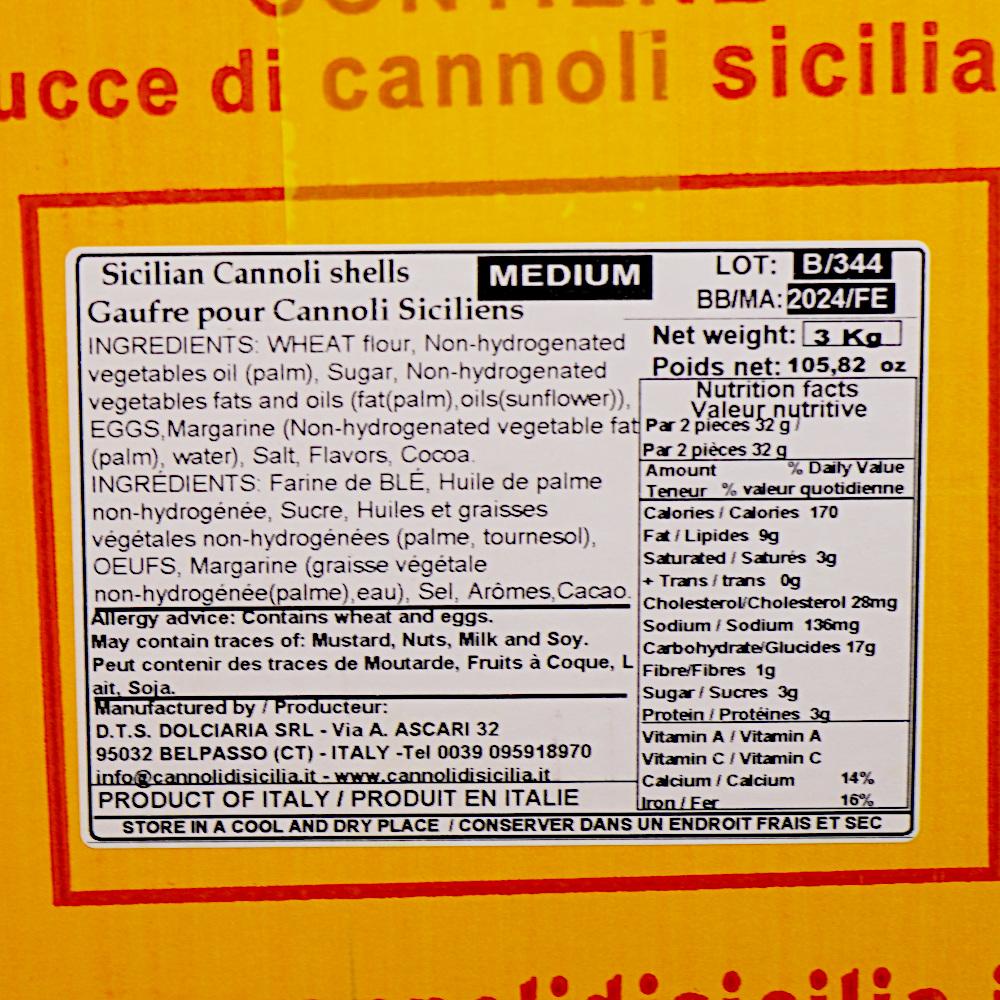 CONTIENE
ucce di cannoli sicilia
Sicilian Cannoli shells
MEDIUM
Gaufre pour Cannoli Siciliens
INGREDIENTS: WHEAT flour, Non-hydrogenated
vegetables oil (palm), Sugar, Non-hydrogenated
vegetables fats and oils (fat(palm),oils(sunflower)),
EGGS,Margarine (Non-hydrogenated vegetable fat
(palm), water), Salt, Flavors, Cocoa.
INGRÉDIENTS: Farine de BLÉ, Huile de palme
non-hydrogénée, Sucre, Huiles et graisses
végétales non-hydrogénées (palme, tournesol),
OEUFS, Margarine (graisse végétale
non-hydrogénée(palme),eau), Sel, Arômes,Cacao.
Allergy advice: Contains wheat and eggs.
May contain traces of: Mustard, Nuts, Milk and Soy.
Peut contenir des traces de Moutarde, Fruits à Coque, L
ait, Soja.
Manufactured by / Producteur:
D.T.S. DOLCIARIA SRL - Via A. ASCARI 32
95032 BELPASSO (CT) - ITALY -Tel 0039 095918970
info@cannolidisicilia.it - www.cannolidisicilia.it
PRODUCT OF ITALY / PRODUIT EN ITALIE
LOT: B/344
BB/MA: 2024/FE
Net weight: 3 Kg
Poids net: 105,82 oz
Nutrition facts
Valeur nutritive
Par 2 pieces 32 g /
Par 2 pièces 32 g
Amount % Daily Value
Teneur % valeur quotidienne
Calories / Calories 170
Fat / Lipides 9g
Saturated / Saturés 3g
+ Trans / trans 0g
Cholesterol/Cholesterol 28mg
Sodium / Sodium 136mg
Carbohydrate/Glucides 17g
Fibre/Fibres 1g
Sugar / Sucres 3g
Protein / Protéines 3g
Vitamin A / Vitamin A
Vitamin C / Vitamin C
Calcium / Calcium 14%
Iron / Fer 16%
STORE IN A COOL AND DRY PLACE / CONSERVER DANS UN ENDROIT FRAIS ET SEC